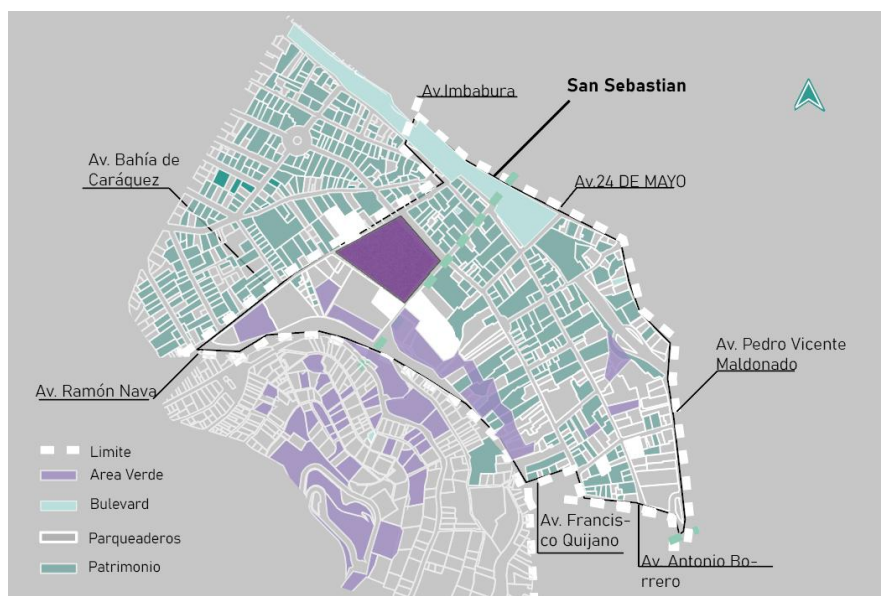 Av.Imbabura
San Sebastian
Av. Bahía de
Caráquez
Av.24 DE MAYO
Av. Pedro Vicente
Maldonado
Av. Ramón Nava
Limite
Area Verde
Bulevard
Parqueaderos
Patrimonio
Av. Francis-
co Quijano
Av. Antonio Bo-
rrero